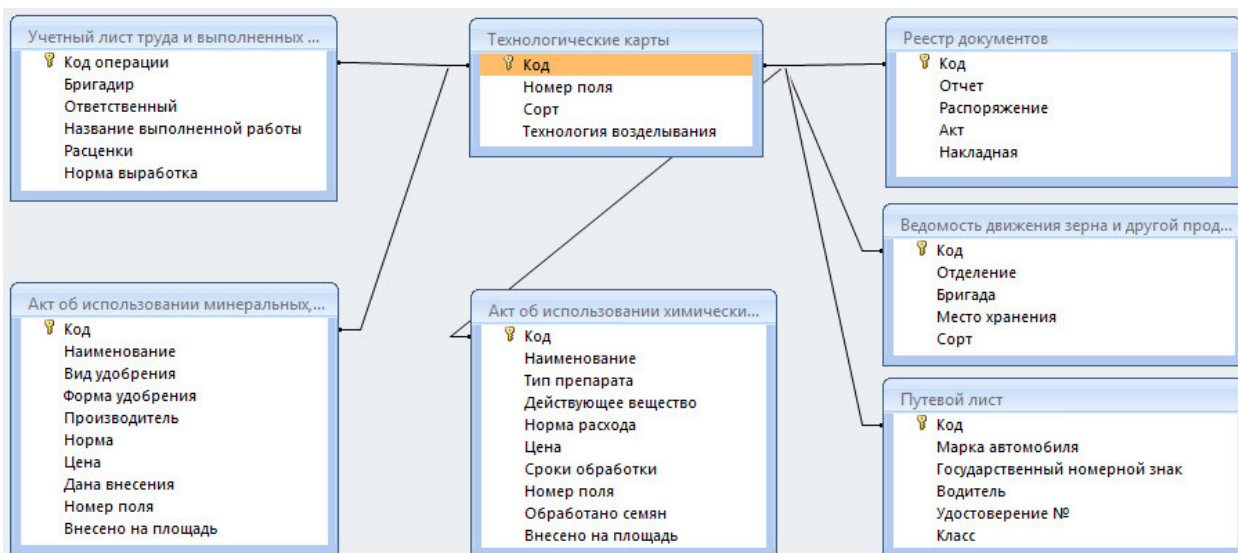 Учетный лист труда и выполненных ...
Код операции
Бригадир
Ответственный
Название выполненной работы
Расценки
Норма выработка
Технологические карты
Код
Номер поля
Сорт
Технология возделывания
Реестр документов
Код
Отчет
Распоряжение
Акт
Накладная
Ведомость движения зерна и другой прод...
Код
Отделение
Бригада
Место хранения
Сорт
Акт об использовании минеральных,...
Код
Наименование
Вид удобрения
Форма удобрения
Производитель
Норма
Цена
Дана внесения
Номер поля
Внесено на площадь
Акт об использовании химически...
Код
Наименование
Тип препарата
Действующее вещество
Норма расхода
Цена
Сроки обработки
Номер поля
Обработано семян
Внесено на площадь
Путевой лист
Код
Марка автомобиля
Государственный номерной знак
Водитель
Удостоверение №
Класс